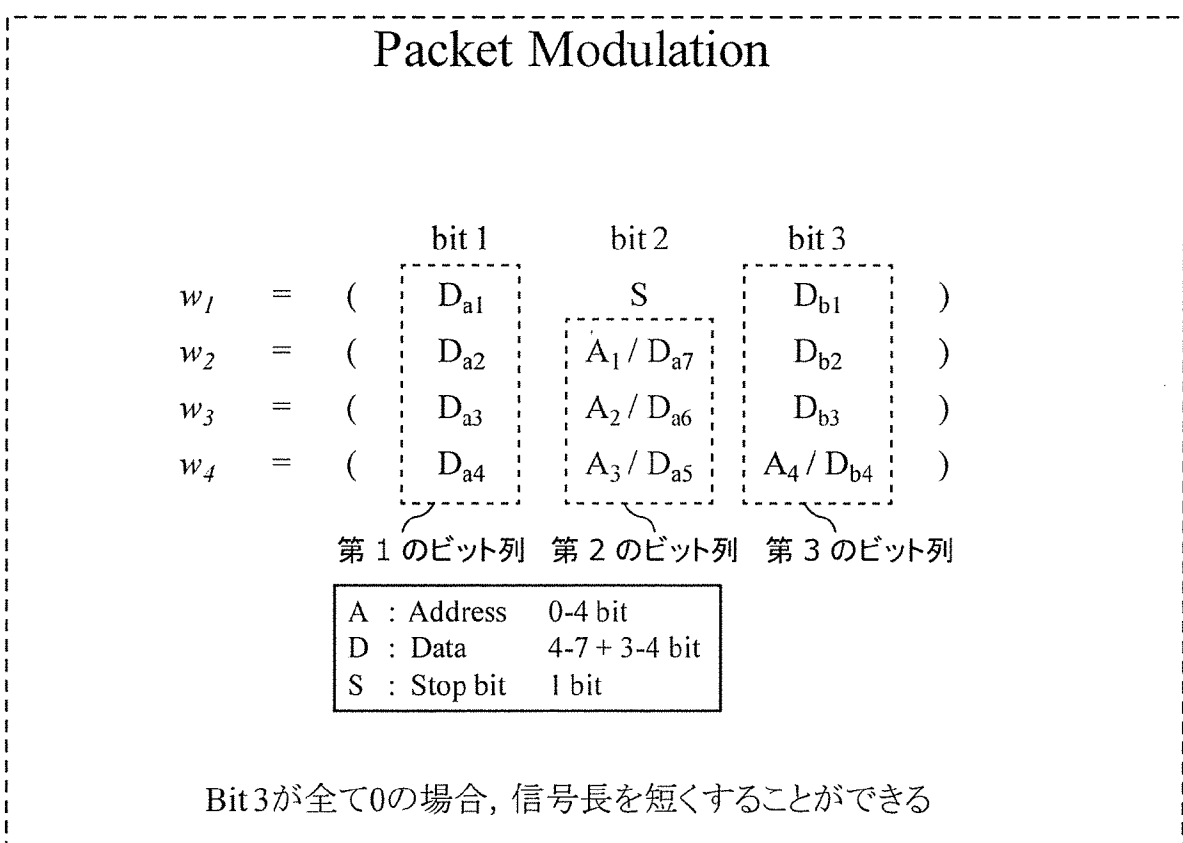 Packet Modulation
bit 1 bit 2 bit 3
w1 = ( Da1 S Db1 )
w2 = ( Da2 A1 / Da7 Db2 )
w3 = ( Da3 A2 / Da6 Db3 )
w4 = ( Da4 A3 / Da5 A4 / Db4 )
第1のビット列 第2のビット列 第3のビット列
A : Address 0-4 bit
D : Data 4-7 + 3-4 bit
S : Stop bit 1 bit
Bit3が全て0の場合, 信号長を短くすることができる